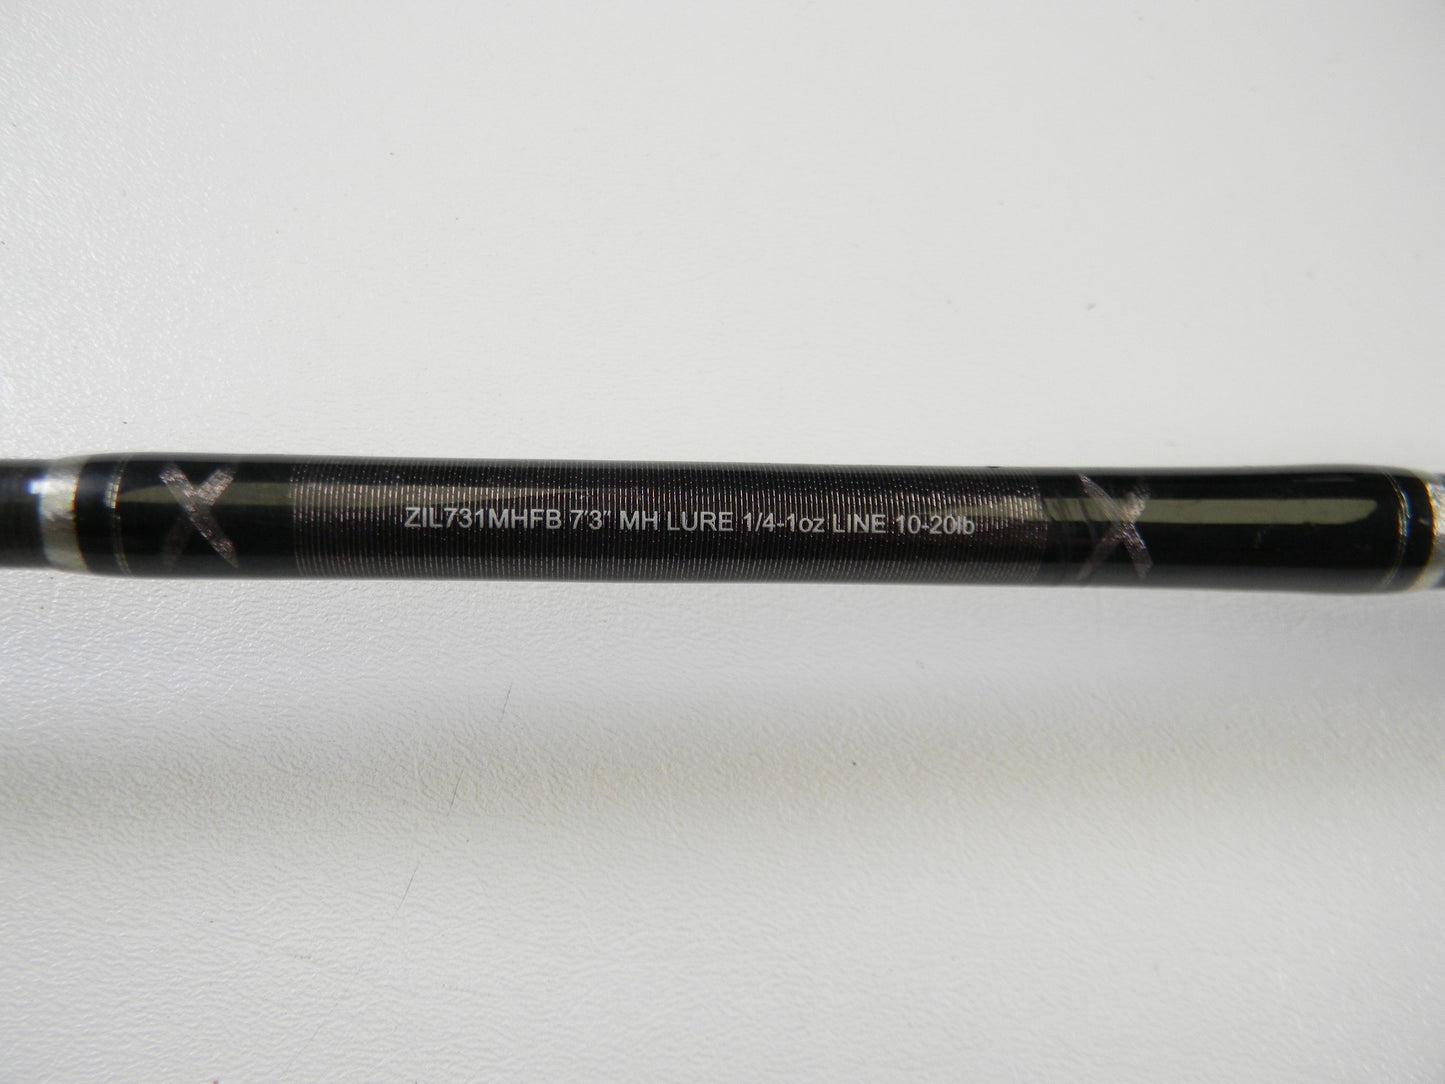 ZIL731MHFB 7'3" MH LURE 1/4-1oz LINE 10-20lb